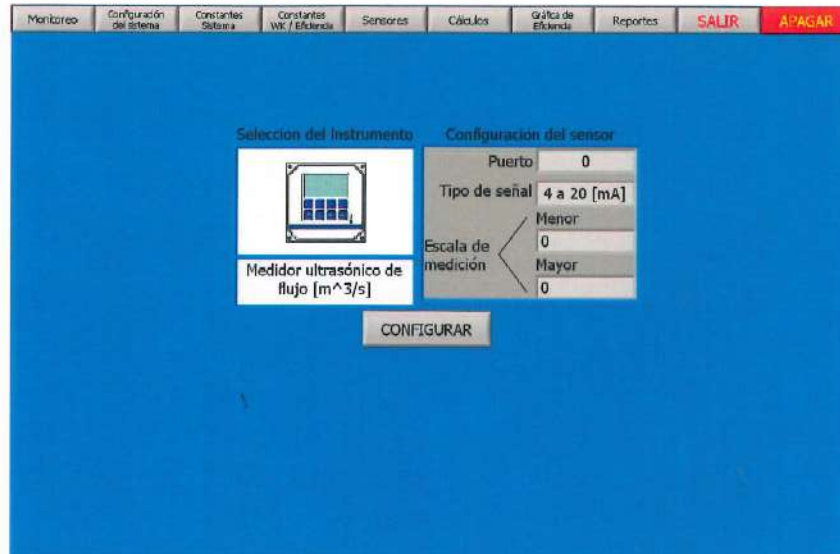 Monitoreo
Configuración
del sistema
Constantes
Sistema
Constantes
WK / Eficiencia
Sensores
Cálculos
Gráfica de
Eficiencia
Reportes
SALIR
APAGAR
Seleccion del Instrumento
Medidor ultrasónico de
flujo [m^3/s]
Configuracion del sensor
Puerto 0
Tipo de señal 4 a 20 [mA]
Escala de
medición
Menor
0
Mayor
0
CONFIGURAR